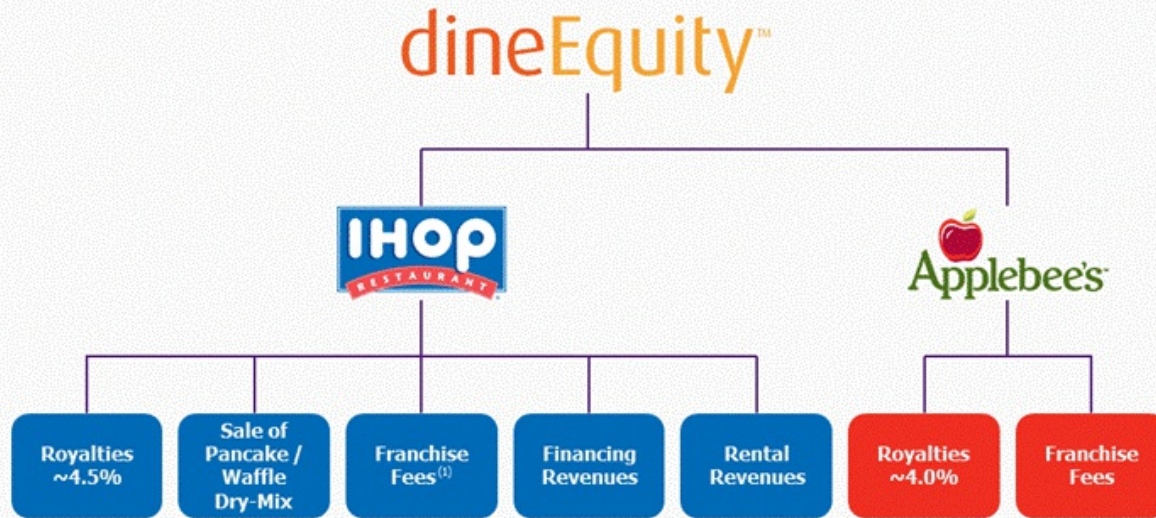 dineEquity™
IHOP
RESTAURANT
Applebee's
Royalties
~4.5%
Sale of
Pancake /
Waffle
Dry-Mix
Franchise
Fees(1)
Financing
Revenues
Rental
Revenues
Royalties
~4.0%
Franchise
Fees